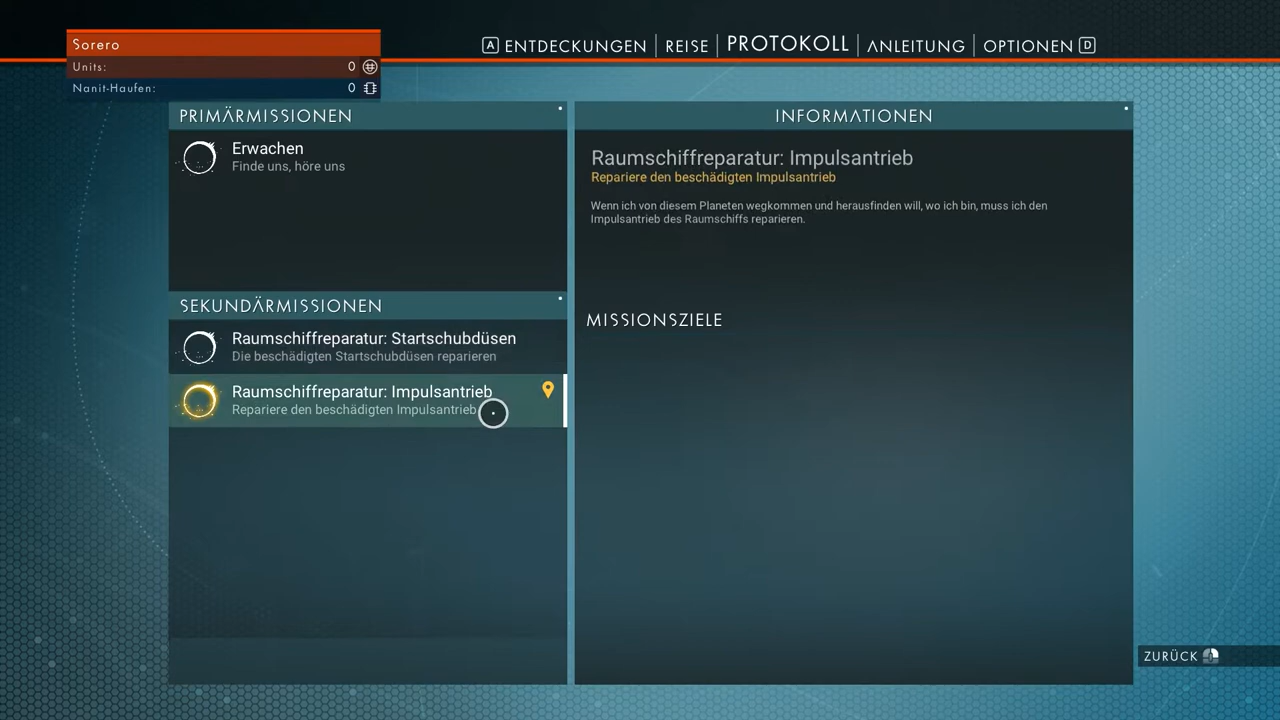 Sorero
Units: 0
Nanit-Haufen: 0
A ENTDECKUNGEN | REISE | PROTOKOLL | ANLEITUNG | OPTIONEN D
PRIMÄRMISSIONEN
Erwachen
Finde uns, höre uns
SEKUNDÄRMISSIONEN
Raumschiffreparatur: Startschubdüsen
Die beschädigten Startschubdüsen reparieren
Raumschiffreparatur: Impulsantrieb
Repariere den beschädigten Impulsantrieb
INFORMATIONEN
Raumschiffreparatur: Impulsantrieb
Repariere den beschädigten Impulsantrieb
Wenn ich von diesem Planeten wegkommen und herausfinden will, wo ich bin, muss ich den
Impulsantrieb des Raumschiffs reparieren.
MISSIONSZIELE
ZURÜCK